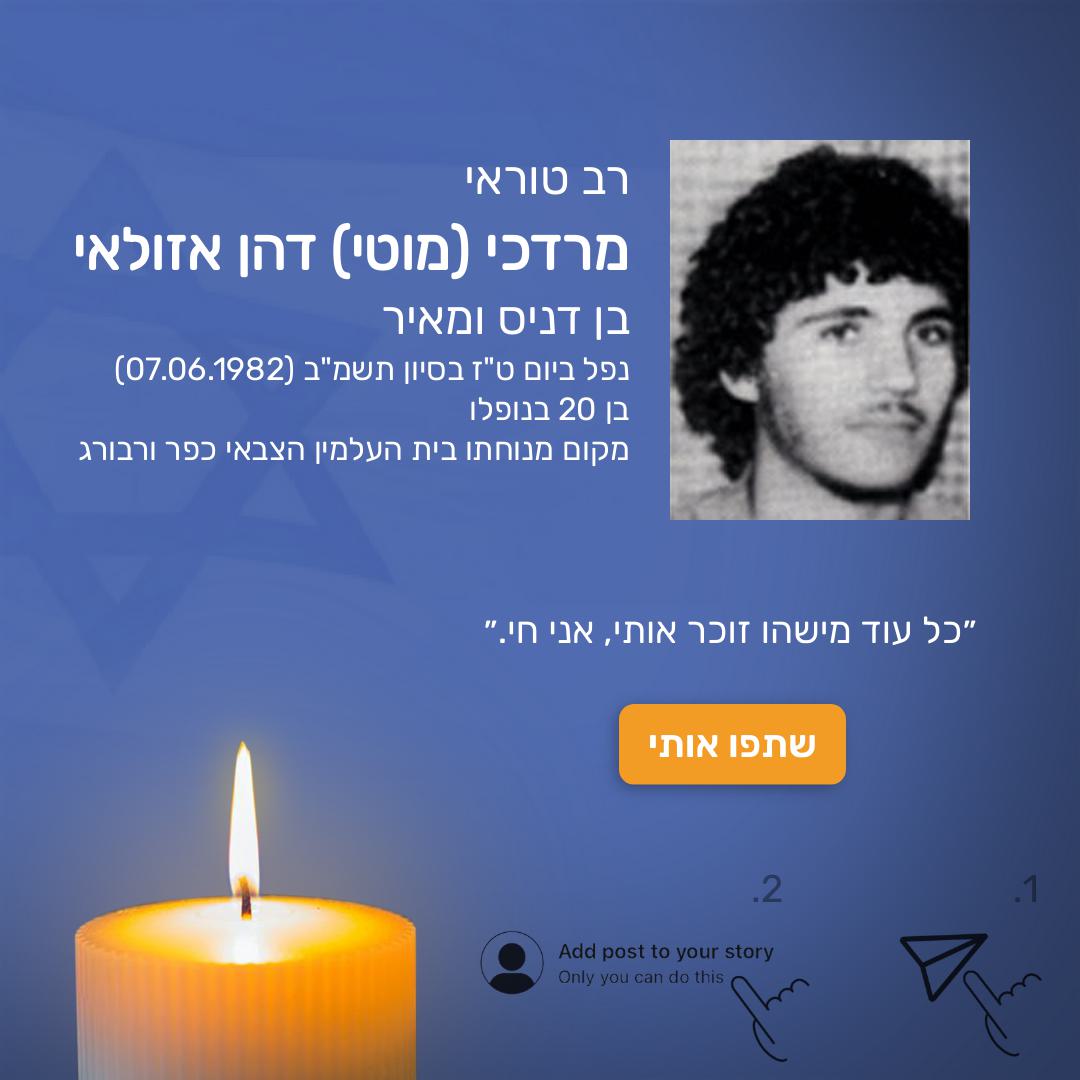 רב טוראי
מרדכי (מוטי) דהן אזולאי
בן דניס ומאיר
נפל ביום ט"ז בסיון תשמ"ב (07.06.1982)
בן 20 בנופלו
מקום מנוחתו בית העלמין הצבאי כפר ורבורג
״כל עוד מישהו זוכר אותי, אני חי.״
שתפו אותי
.1
.2
Add post to your story
Only you can do this